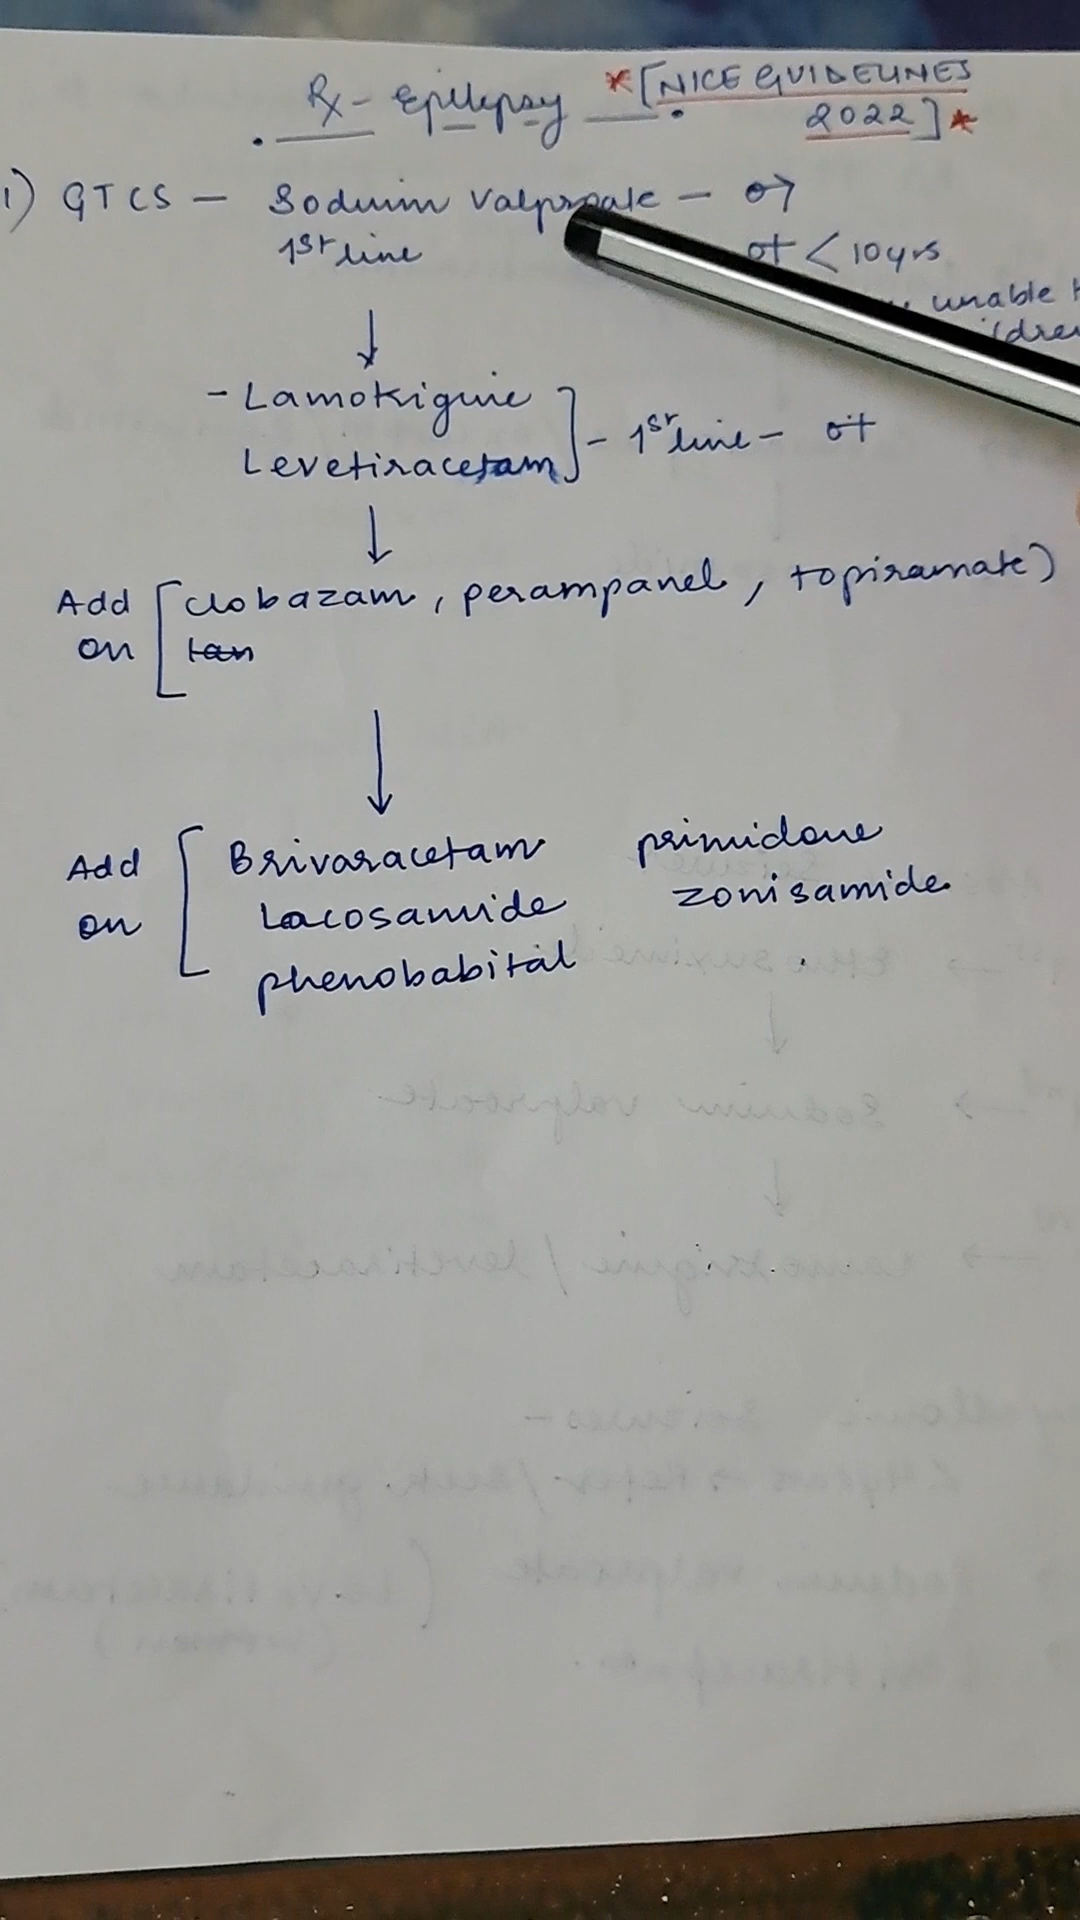 Rx - Epilepsy *[NICE GUIDELINES
2022]*
1) GTCS - Sodium Valproate - ♂
1st line ♀ < 10yrs
unable
- Lamotrigine
Levetiracetam ] - 1st line - ♀
Add on [ clobazam, perampanel, topiramate)
Add on [ Brivaracetam primidone
Lacosamide zonisamide
phenobabital